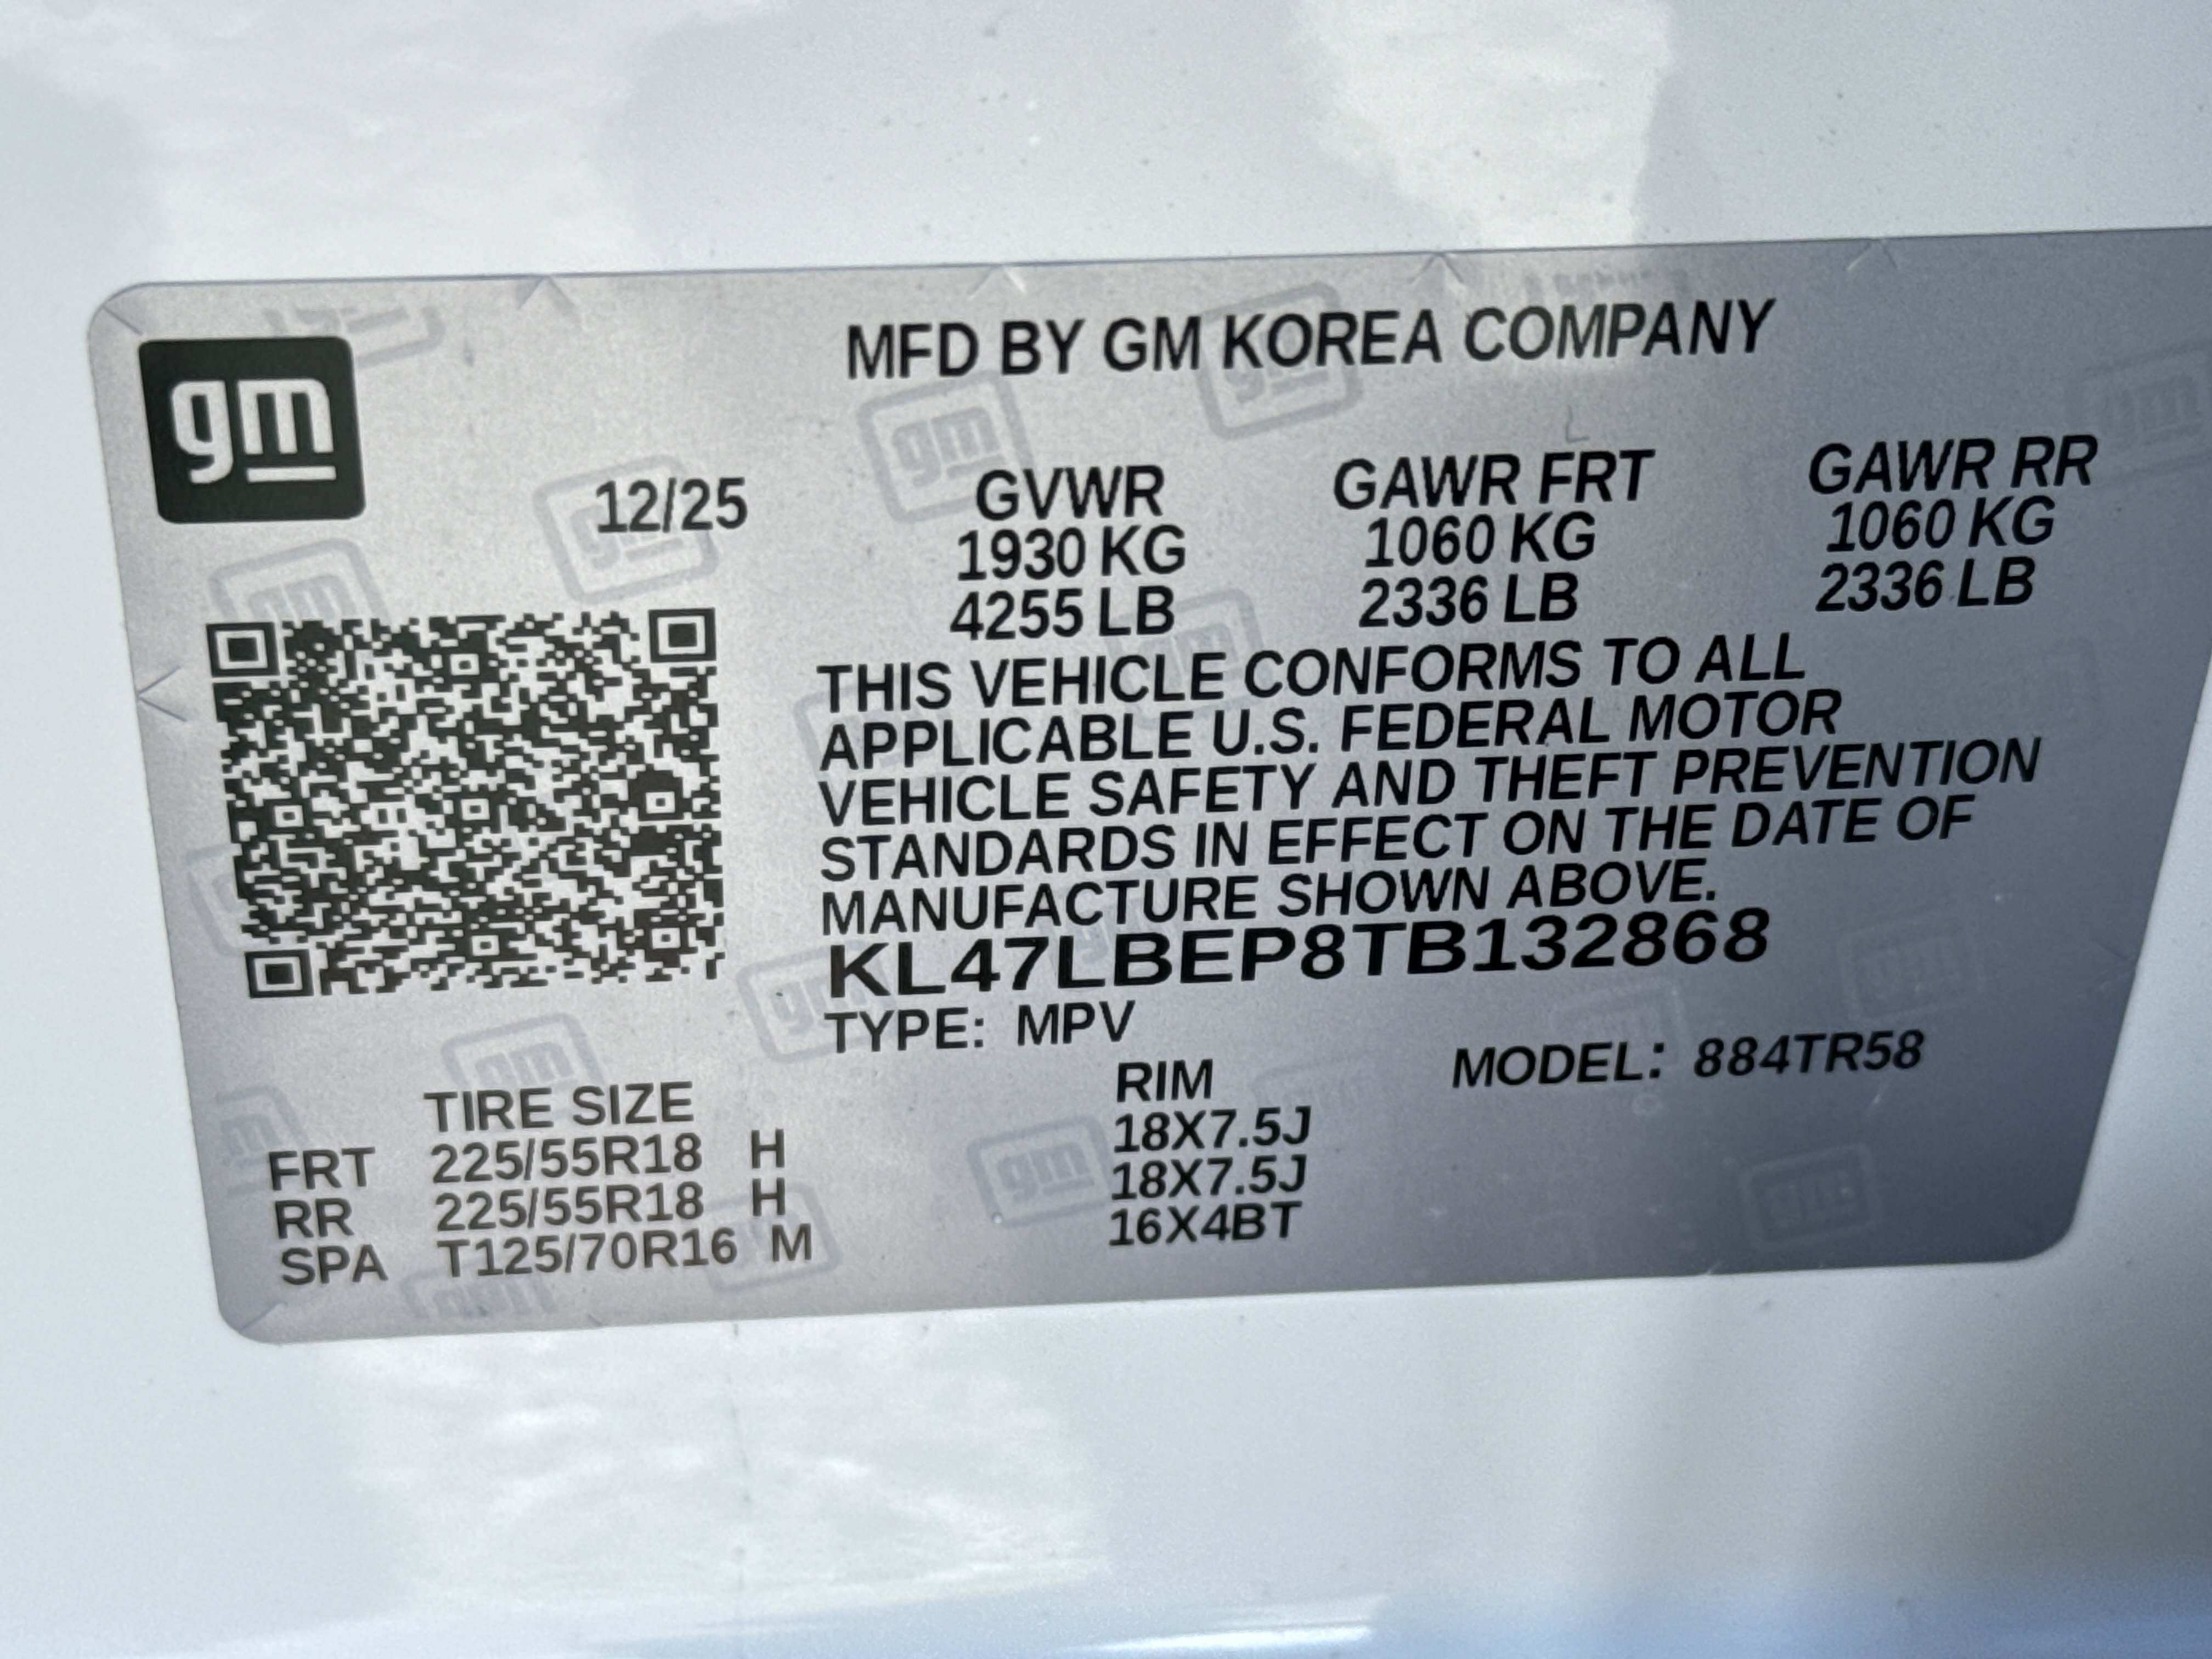 gm
MFD BY GM KOREA COMPANY
12/25
GVWR GAWR FRT GAWR RR
1930 KG 1060 KG 1060 KG
4255 LB 2336 LB 2336 LB
THIS VEHICLE CONFORMS TO ALL
APPLICABLE U.S. FEDERAL MOTOR
VEHICLE SAFETY AND THEFT PREVENTION
STANDARDS IN EFFECT ON THE DATE OF
MANUFACTURE SHOWN ABOVE.
KL47LBEP8TB132868
TYPE: MPV
MODEL: 884TR58
TIRE SIZE RIM
FRT 225/55R18 H 18X7.5J
RR 225/55R18 H 18X7.5J
SPA T125/70R16 M 16X4BT